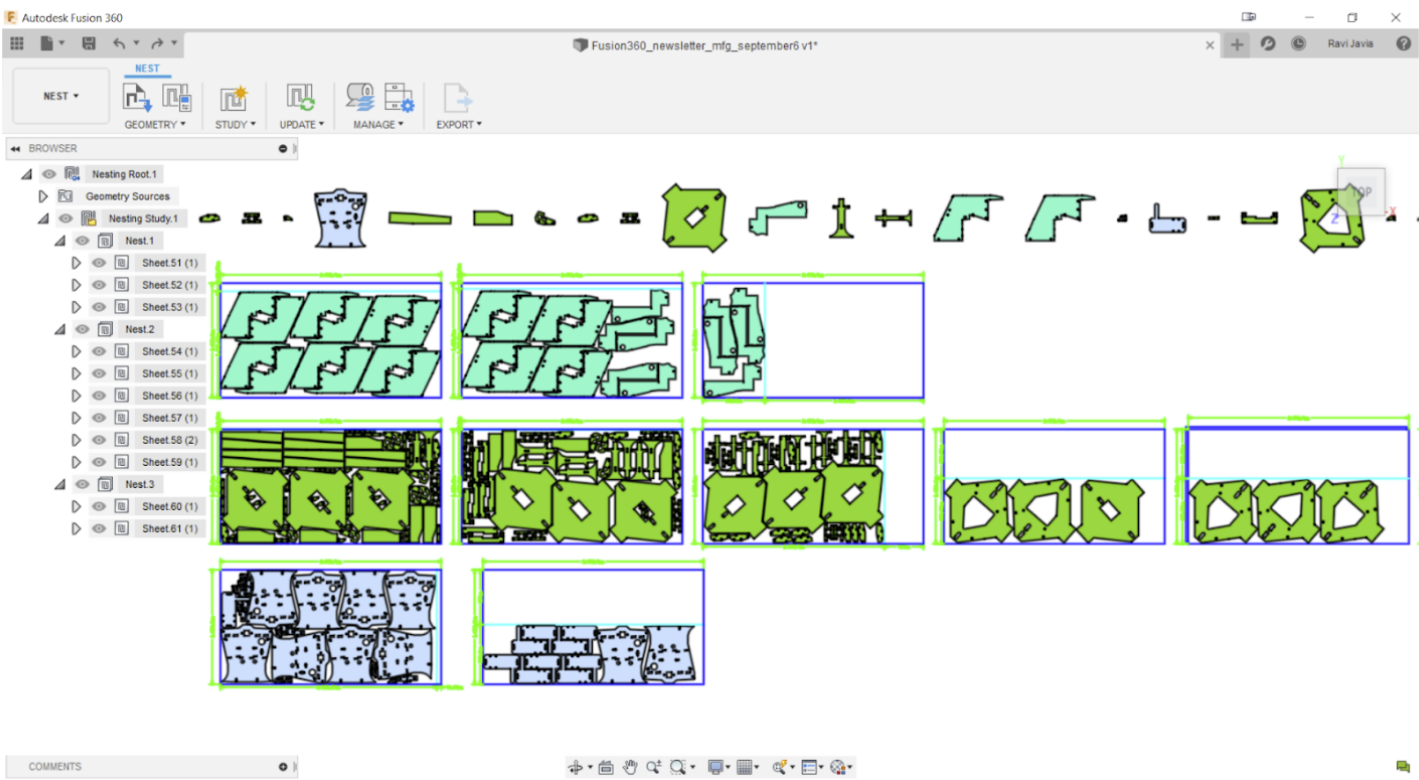 Autodesk Fusion 360
Fusion360_newsletter_mfg_september6 v1*
Ravi Javia
NEST
NEST
GEOMETRY
STUDY
UPDATE
MANAGE
EXPORT
BROWSER
Nesting Root.1
Geometry Sources
Nesting Study.1
Nest.1
Sheet.51 (1)
Sheet.52 (1)
Sheet.53 (1)
Nest.2
Sheet.54 (1)
Sheet.55 (1)
Sheet.56 (1)
Sheet.57 (1)
Sheet.58 (2)
Sheet.59 (1)
Nest.3
Sheet.60 (1)
Sheet.61 (1)
Y
TOP
Z
X
COMMENTS